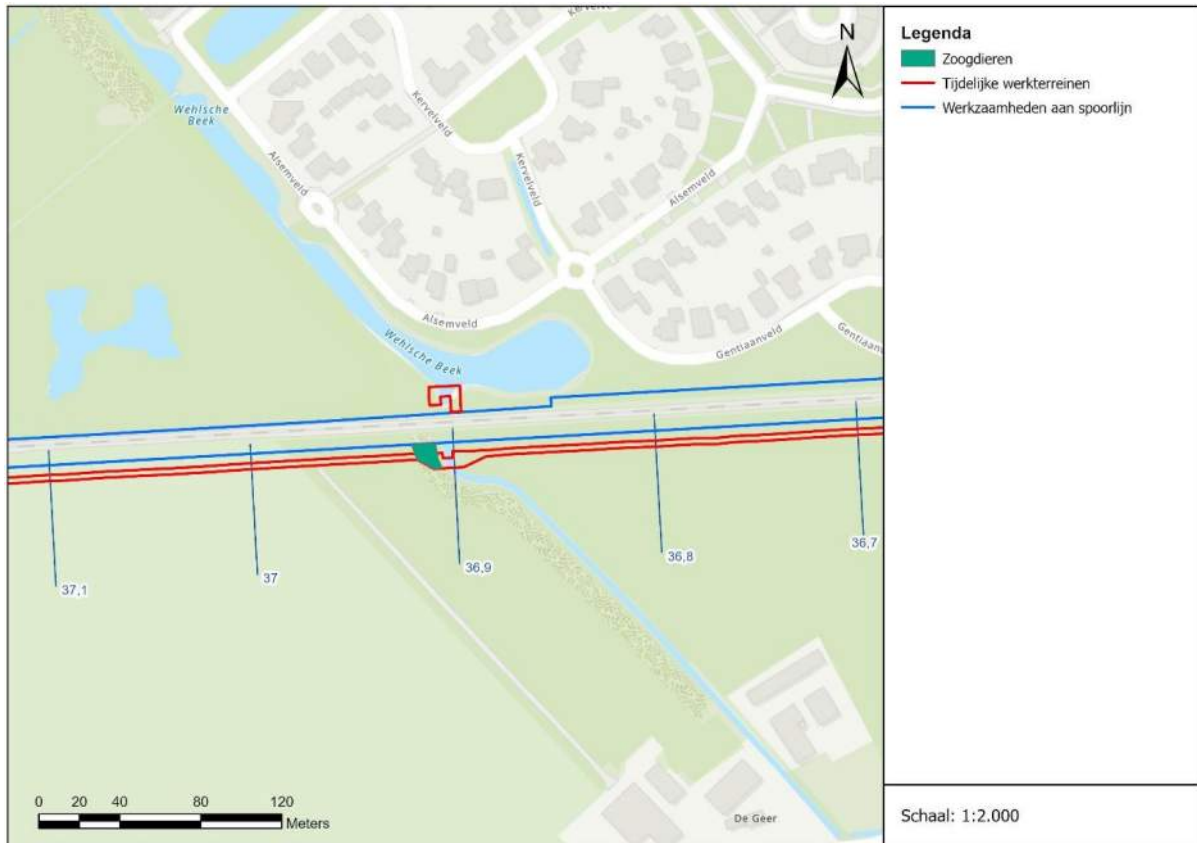 Kervelve
N
Wehlsche
Beek
Kervelveld
Alsemveld
Kervelveld
Alsemveld
Alsemveld
Wehlsche Beek
Gentiaanveld
Gentiaanve
37,1
37
36,9
36,8
36,7
0 20 40 80 120
Meters
De Geer
Legenda
Zoogdieren
Tijdelijke werkterreinen
Werkzaamheden aan spoorlijn
Schaal: 1:2.000